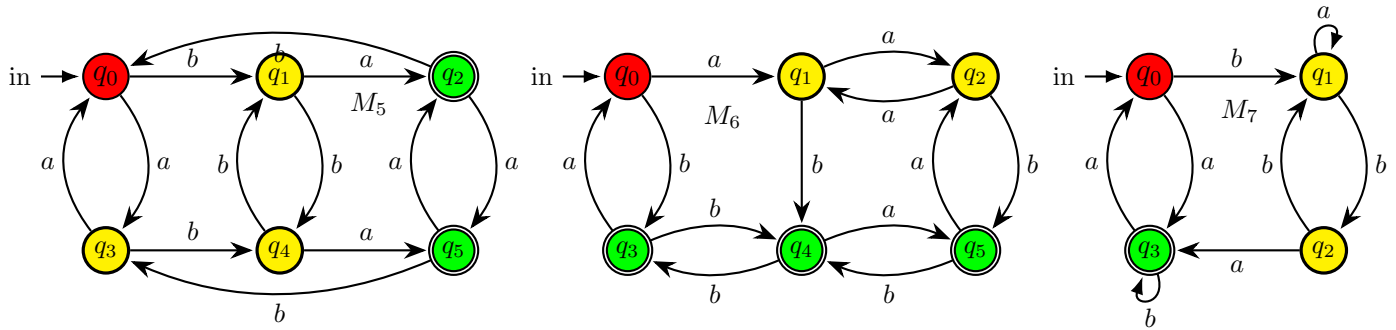 b
in q0 b q1 a q2
M5
a a b b a a
q3 b q4 a q5
b
a
in q0 a q1 q2
a
M6
a b b a b
b a
q3 q4 q5
b b
a
in q0 b q1
M7
a a b b
q3 a q2
b